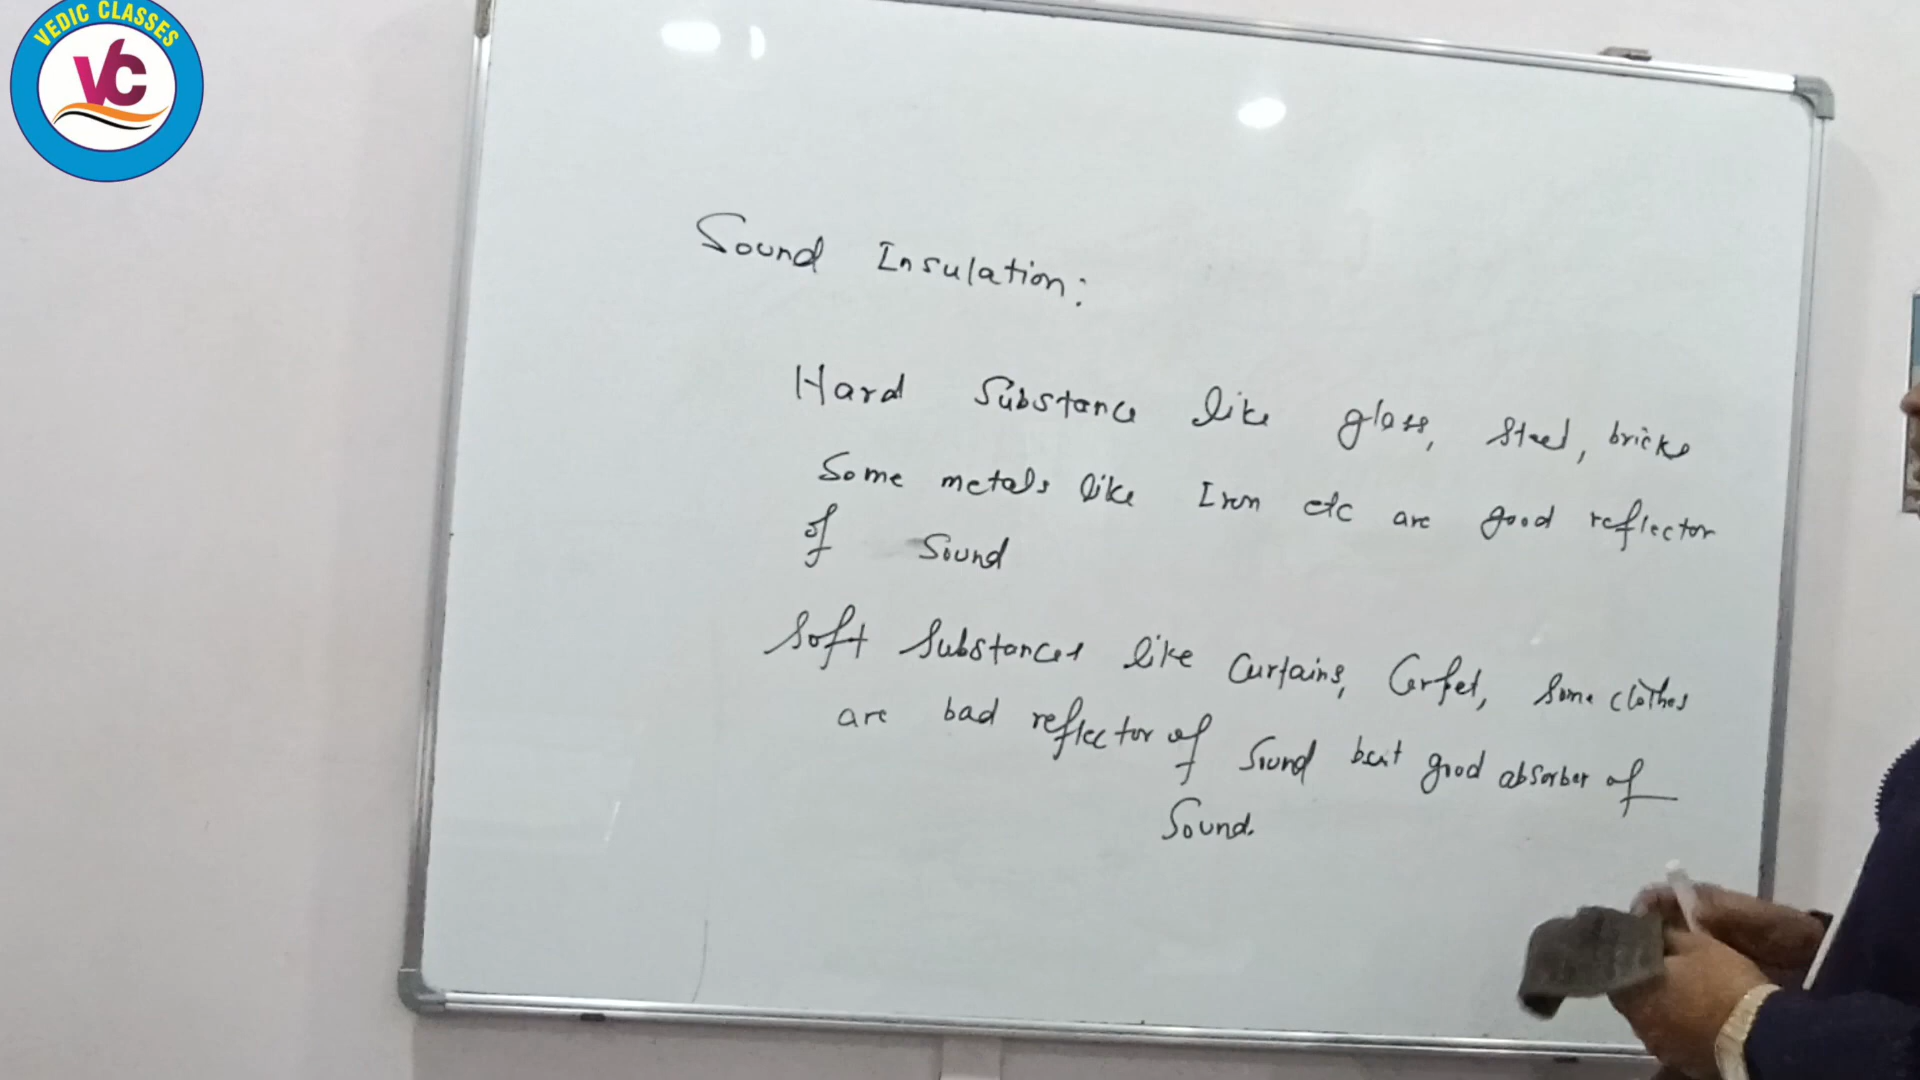 VEDIC CLASSES
VC
Sound Insulation:
Hard Substance like glass, steel, bricks
Some metals like Iron etc are good reflector
of Sound
Soft Substances like Curtains, Carpet, Some clothes
are bad reflector of Sound but good absorber of
Sound.